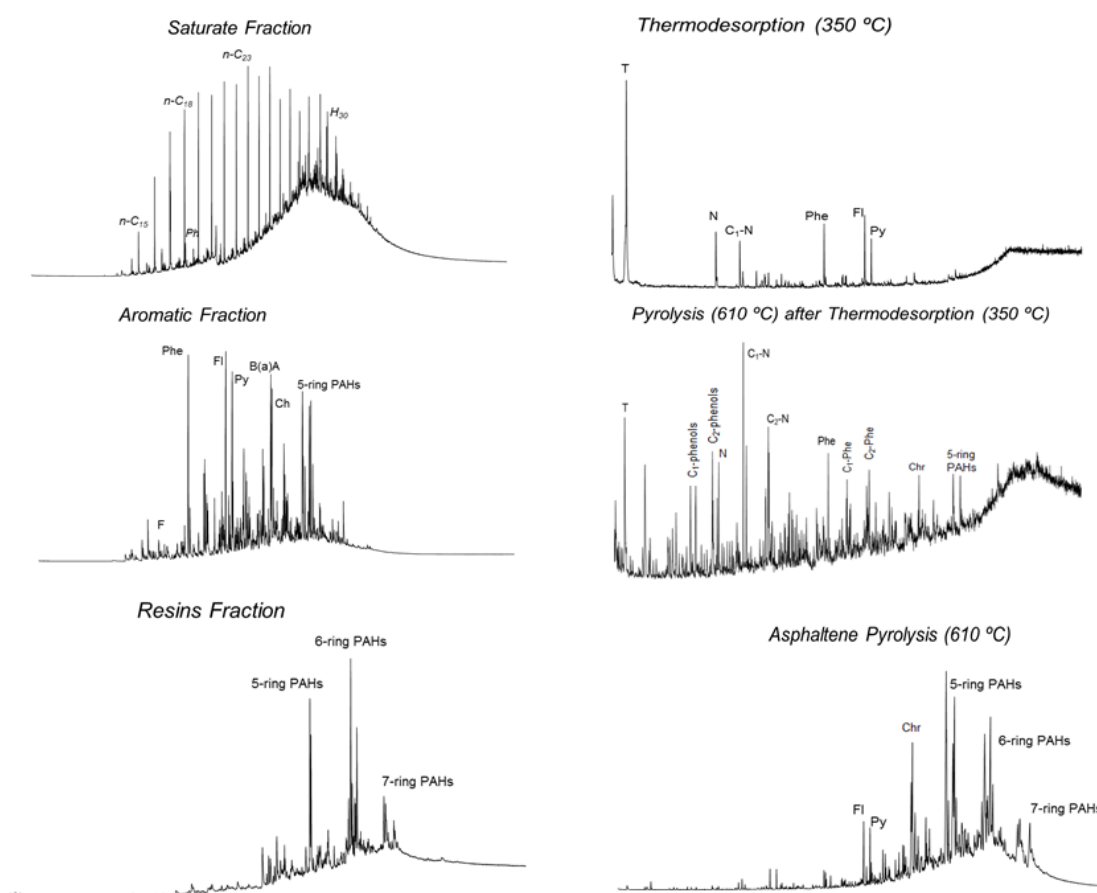 Saturate Fraction
n-C23
n-C18
H30
n-C15
Ph
Thermodesorption (350 ºC)
T
N
C1-N
Phe
Fl
Py
Aromatic Fraction
Phe
Fl
Py
B(a)A
Ch
5-ring PAHs
F
Pyrolysis (610 ºC) after Thermodesorption (350 ºC)
T
C1-phenols
C2-phenols
N
C1-N
C2-N
Phe
C1-Phe
C2-Phe
Chr
5-ring
PAHs
Resins Fraction
6-ring PAHs
5-ring PAHs
7-ring PAHs
Asphaltene Pyrolysis (610 ºC)
5-ring PAHs
Chr
6-ring PAHs
Fl
Py
7-ring PAHs